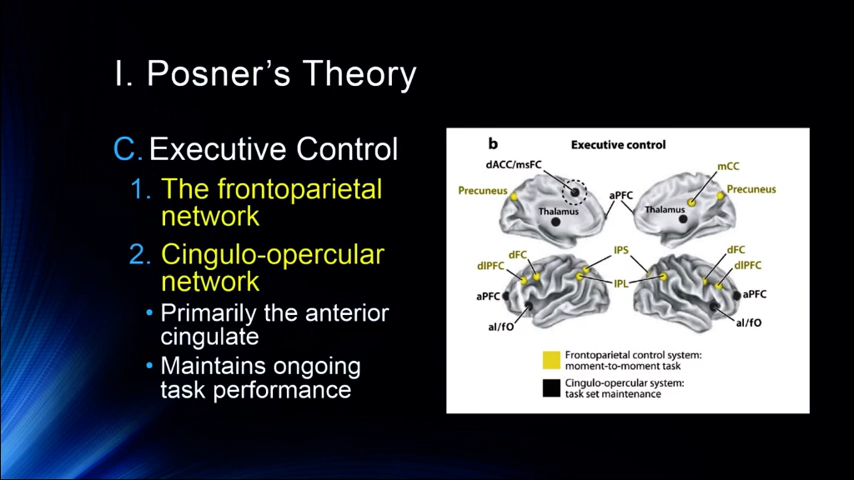 I. Posner’s Theory
C. Executive Control
1. The frontoparietal
network
2. Cingulo-opercular
network
• Primarily the anterior
cingulate
• Maintains ongoing
task performance
b
Executive control
dACC/msFC
mCC
Precuneus
aPFC
Precuneus
Thalamus
Thalamus
dFC
IPS
dFC
dlPFC
dlPFC
IPL
aPFC
aPFC
aI/fO
aI/fO
Frontoparietal control system:
moment-to-moment task
Cingulo-opercular system:
task set maintenance